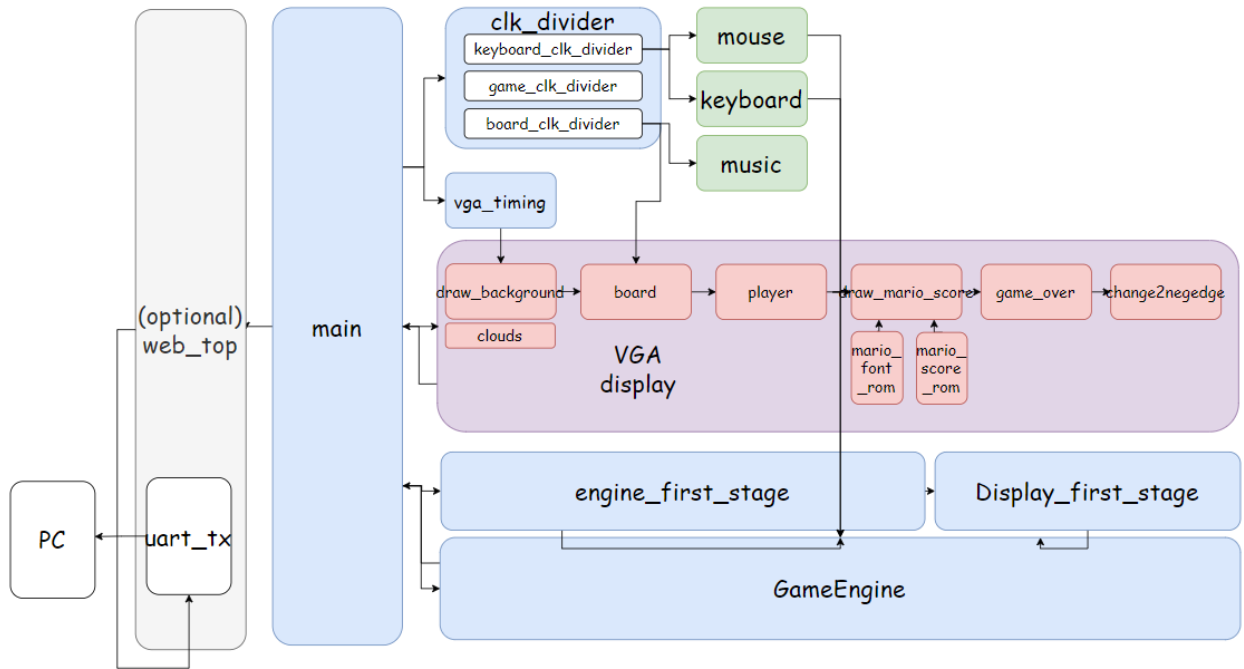 clk_divider
keyboard_clk_divider
game_clk_divider
board_clk_divider
mouse
keyboard
music
vga_timing
(optional)
web_top
main
draw_background
clouds
board
player
draw_mario_score
game_over
change2negedge
mario_
font
_rom
mario_
score
_rom
VGA
display
engine_first_stage
Display_first_stage
PC
uart_tx
GameEngine